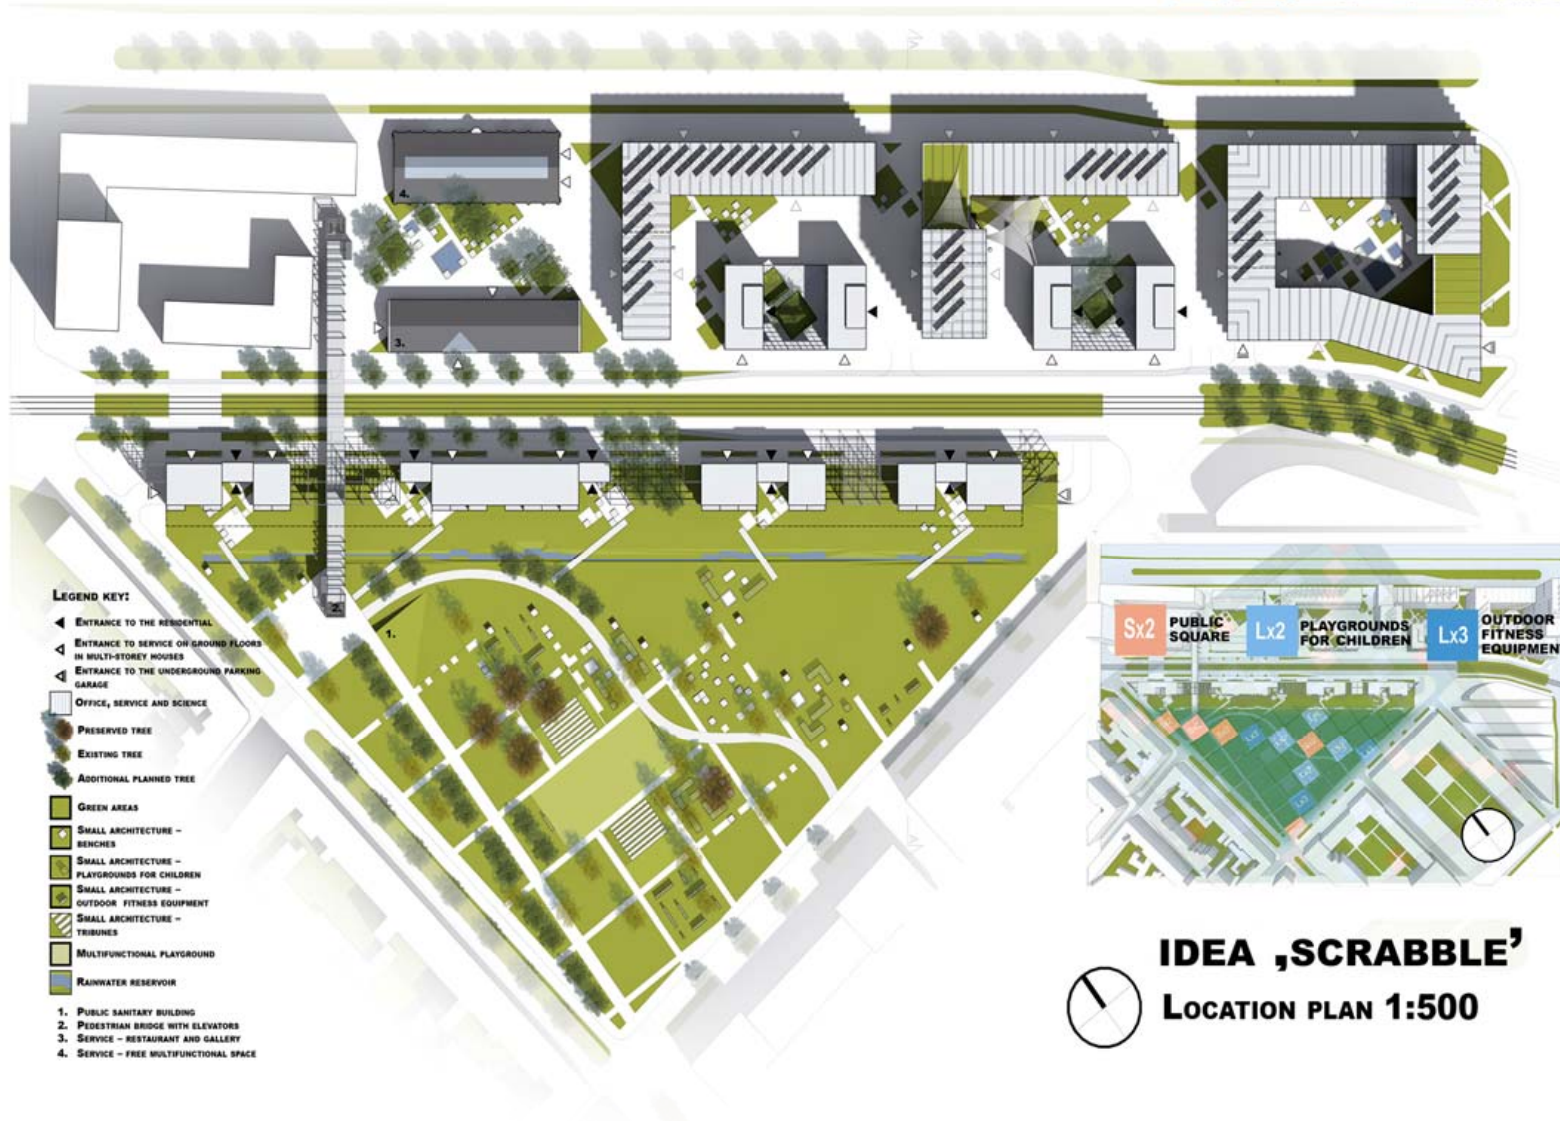 4.
3.
2.
1.
LEGEND KEY:
ENTRANCE TO THE RESIDENTIAL
ENTRANCE TO SERVICE ON GROUND FLOORS
IN MULTI-STOREY HOUSES
ENTRANCE TO THE UNDERGROUND PARKING
GARAGE
OFFICE, SERVICE AND SCIENCE
PRESERVED TREE
EXISTING TREE
ADDITIONAL PLANNED TREE
GREEN AREAS
SMALL ARCHITECTURE –
BENCHES
SMALL ARCHITECTURE –
PLAYGROUNDS FOR CHILDREN
SMALL ARCHITECTURE –
OUTDOOR FITNESS EQUIPMENT
SMALL ARCHITECTURE –
TRIBUNES
MULTIFUNCTIONAL PLAYGROUND
RAINWATER RESERVOIR
1. PUBLIC SANITARY BUILDING
2. PEDESTRIAN BRIDGE WITH ELEVATORS
3. SERVICE – RESTAURANT AND GALLERY
4. SERVICE – FREE MULTIFUNCTIONAL SPACE
Sx2 PUBLIC
SQUARE
Lx2 PLAYGROUNDS
FOR CHILDREN
Lx3 OUTDOOR
FITNESS
EQUIPMEN
IDEA „SCRABBLE’
LOCATION PLAN 1:500